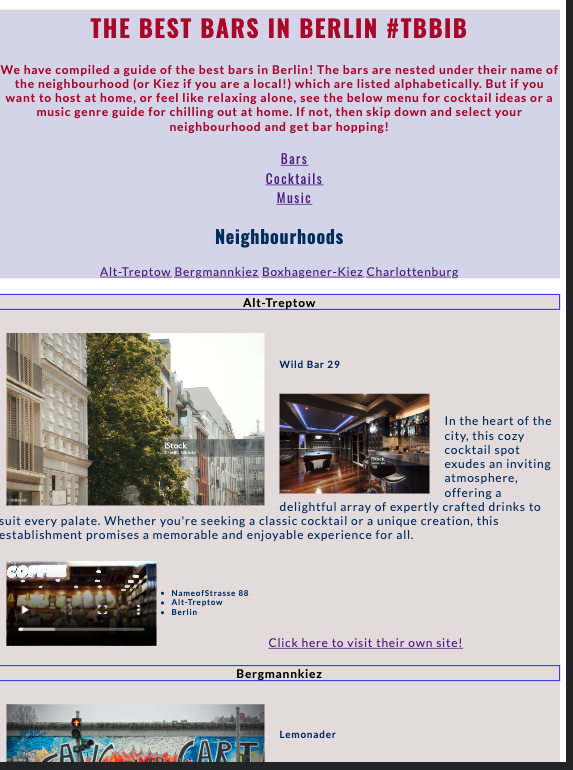 THE BEST BARS IN BERLIN #TBBIB
We have compiled a guide of the best bars in Berlin! The bars are nested under their name of
the neighbourhood (or Kiez if you are a local!) which are listed alphabetically. But if you
want to host at home, or feel like relaxing alone, see the below menu for cocktail ideas or a
music genre guide for chilling out at home. If not, then skip down and select your
neighbourhood and get bar hopping!
Bars
Cocktails
Music
Neighbourhoods
Alt-Treptow Bergmannkiez Boxhagener-Kiez Charlottenburg
Alt-Treptow
iStock
Wild Bar 29
iStock
In the heart of the
city, this cozy
cocktail spot
exudes an inviting
atmosphere,
offering a
delightful array of expertly crafted drinks to
suit every palate. Whether you're seeking a classic cocktail or a unique creation, this
establishment promises a memorable and enjoyable experience for all.
NameofStrasse 88
Alt-Treptow
Berlin
Click here to visit their own site!
Bergmannkiez
Lemonader